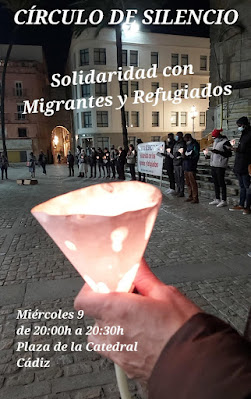 CÍRCULO DE SILENCIO
Solidaridad con
Migrantes y Refugiados
Miércoles 9
de 20:00h a 20:30h
Plaza de la Catedral
Cádiz